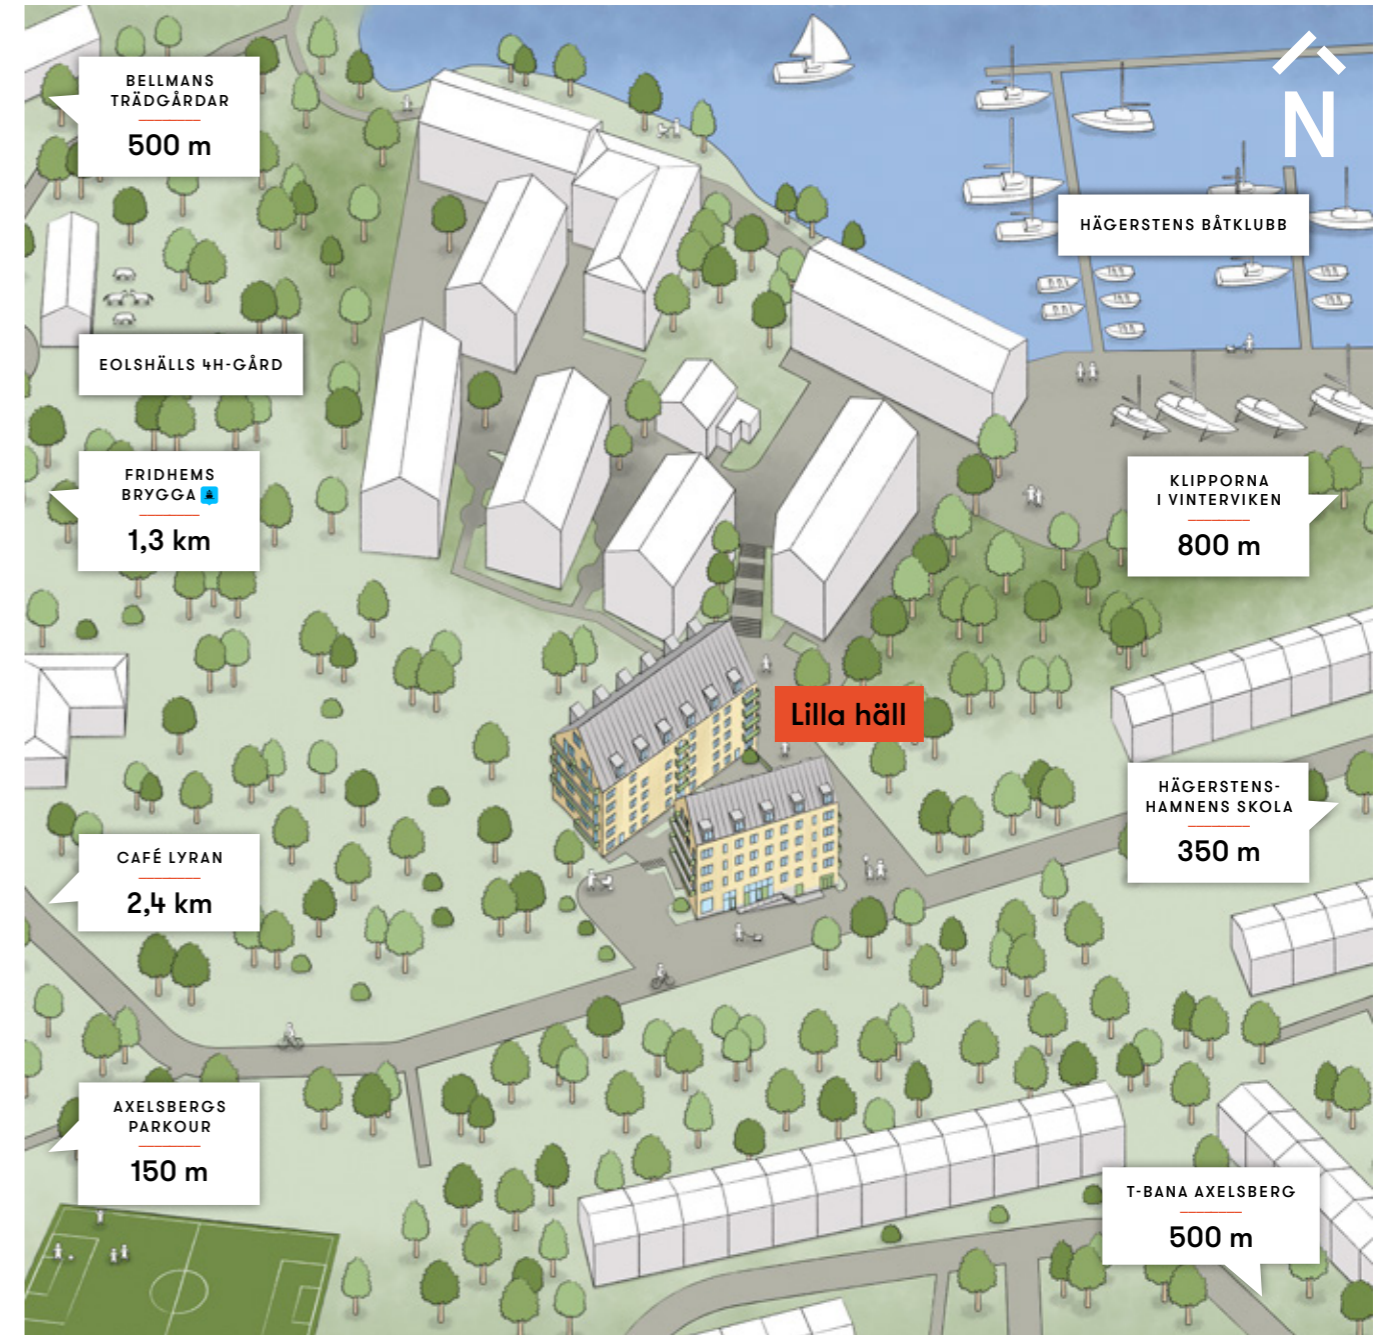 BELLMANS
TRÄDGÅRDAR
500 m
N
HÄGERSTENS BÅTKLUBB
EOLSHÄLLS 4H-GÅRD
FRIDHEMS
BRYGGA
1,3 km
KLIPPORNA
I VINTERVIKEN
800 m
Lilla häll
HÄGERSTENS-
HAMNENS SKOLA
350 m
CAFÉ LYRAN
2,4 km
AXELSBERGS
PARKOUR
150 m
T-BANA AXELSBERG
500 m